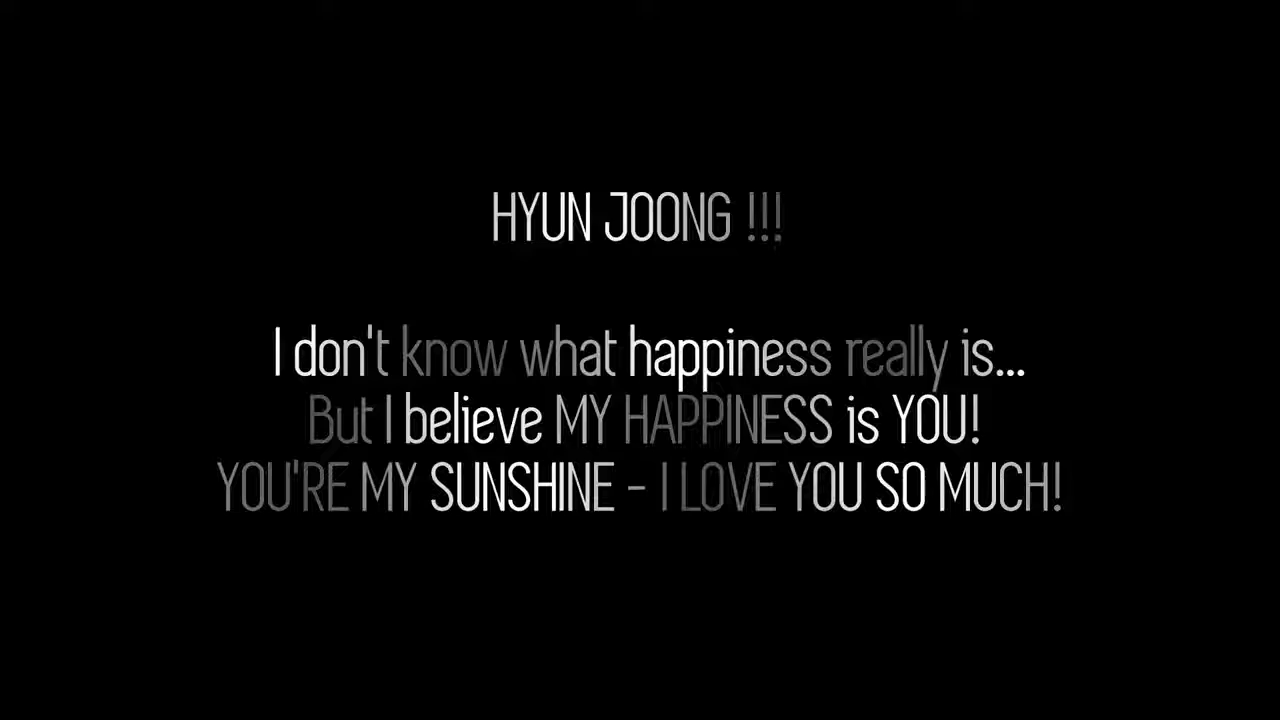 HYUN JOONG !!!
I don't know what happiness really is...
But I believe MY HAPPINESS is YOU!
YOU'RE MY SUNSHINE - I LOVE YOU SO MUCH!